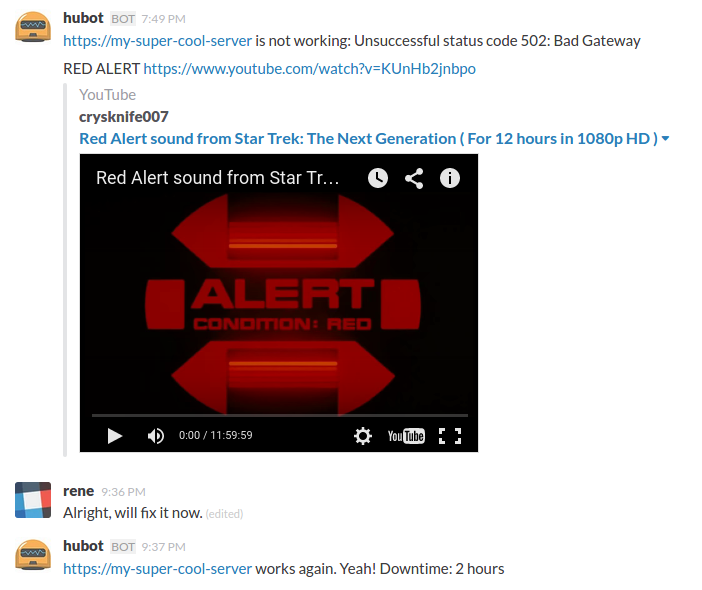 hubot BOT 7:49 PM
https://my-super-cool-server is not working: Unsuccessful status code 502: Bad Gateway
RED ALERT https://www.youtube.com/watch?v=KUnHb2jnbpo
YouTube
crysknife007
Red Alert sound from Star Trek: The Next Generation ( For 12 hours in 1080p HD )
Red Alert sound from Star Tr...
ALERT
CONDITION: RED
0:00 / 11:59:59
YouTube
rene 9:36 PM
Alright, will fix it now. (edited)
hubot BOT 9:37 PM
https://my-super-cool-server works again. Yeah! Downtime: 2 hours